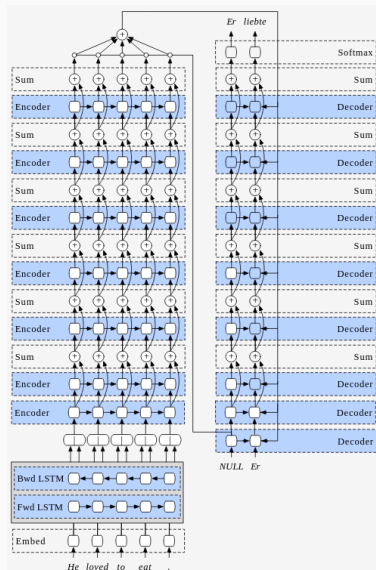 Sum
Encoder
Sum
Encoder
Sum
Encoder
Sum
Encoder
Sum
Encoder
Sum
Encoder
Encoder
Bwd LSTM
Fwd LSTM
Embed
He loved to eat .
Er liebte
Softmax
Sum
Decoder
Sum
Decoder
Sum
Decoder
Sum
Decoder
Sum
Decoder
Sum
Decoder
Decoder
Decoder
NULL Er